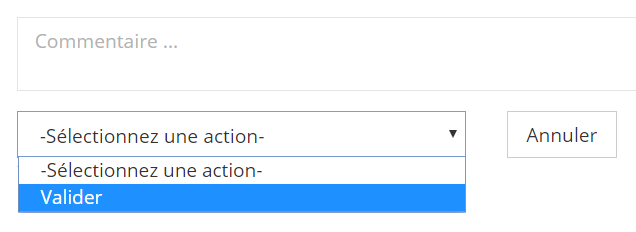 Commentaire ...
-Sélectionnez une action-
Annuler
-Sélectionnez une action-
Valider